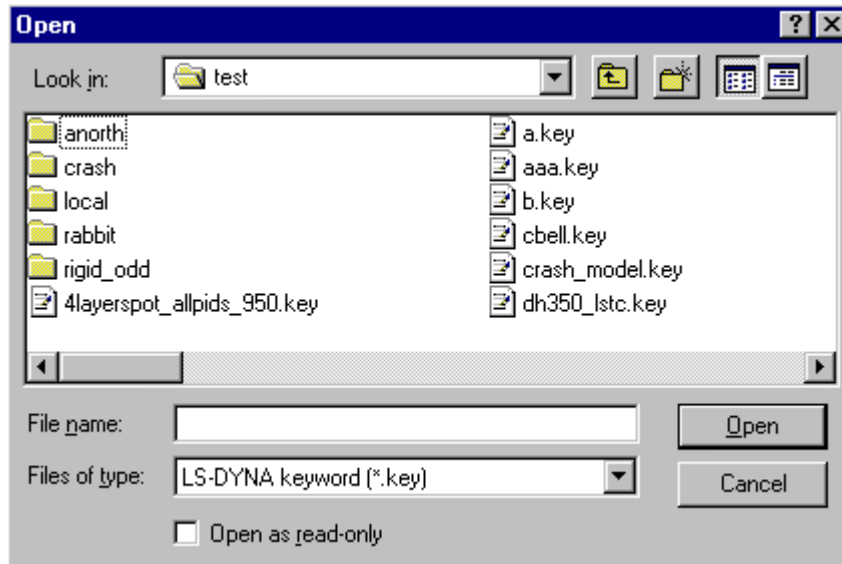 Open
Look in: test
anorth
crash
local
rabbit
rigid_odd
4layerspot_allpids_950.key
a.key
aaa.key
b.key
cbell.key
crash_model.key
dh350_lstc.key
File name: Open
Files of type: LS-DYNA keyword (*.key) Cancel
Open as read-only